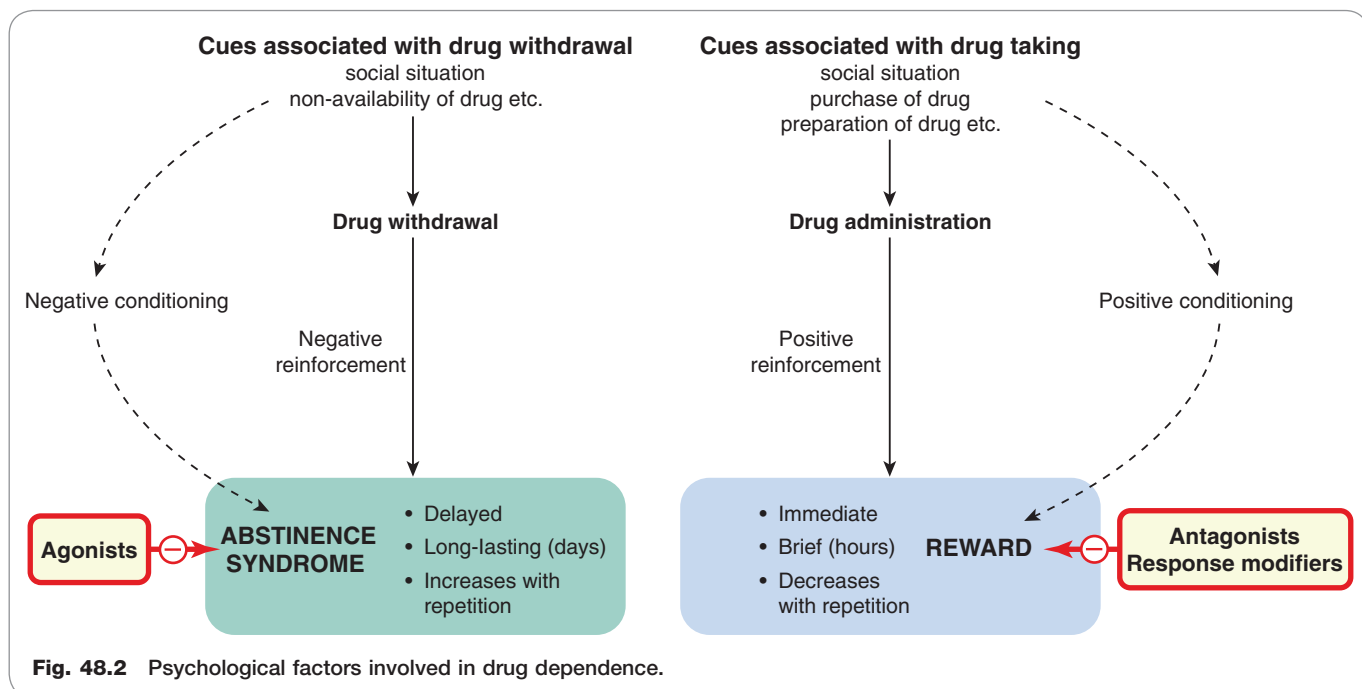 Cues associated with drug withdrawal
social situation
non-availability of drug etc.
Drug withdrawal
Negative conditioning
Negative
reinforcement
Agonists
−
ABSTINENCE
SYNDROME
• Delayed
• Long-lasting (days)
• Increases with
repetition
Cues associated with drug taking
social situation
purchase of drug
preparation of drug etc.
Drug administration
Positive conditioning
Positive
reinforcement
• Immediate
• Brief (hours)
• Decreases
with repetition
REWARD
−
Antagonists
Response modifiers
Fig. 48.2 Psychological factors involved in drug dependence.